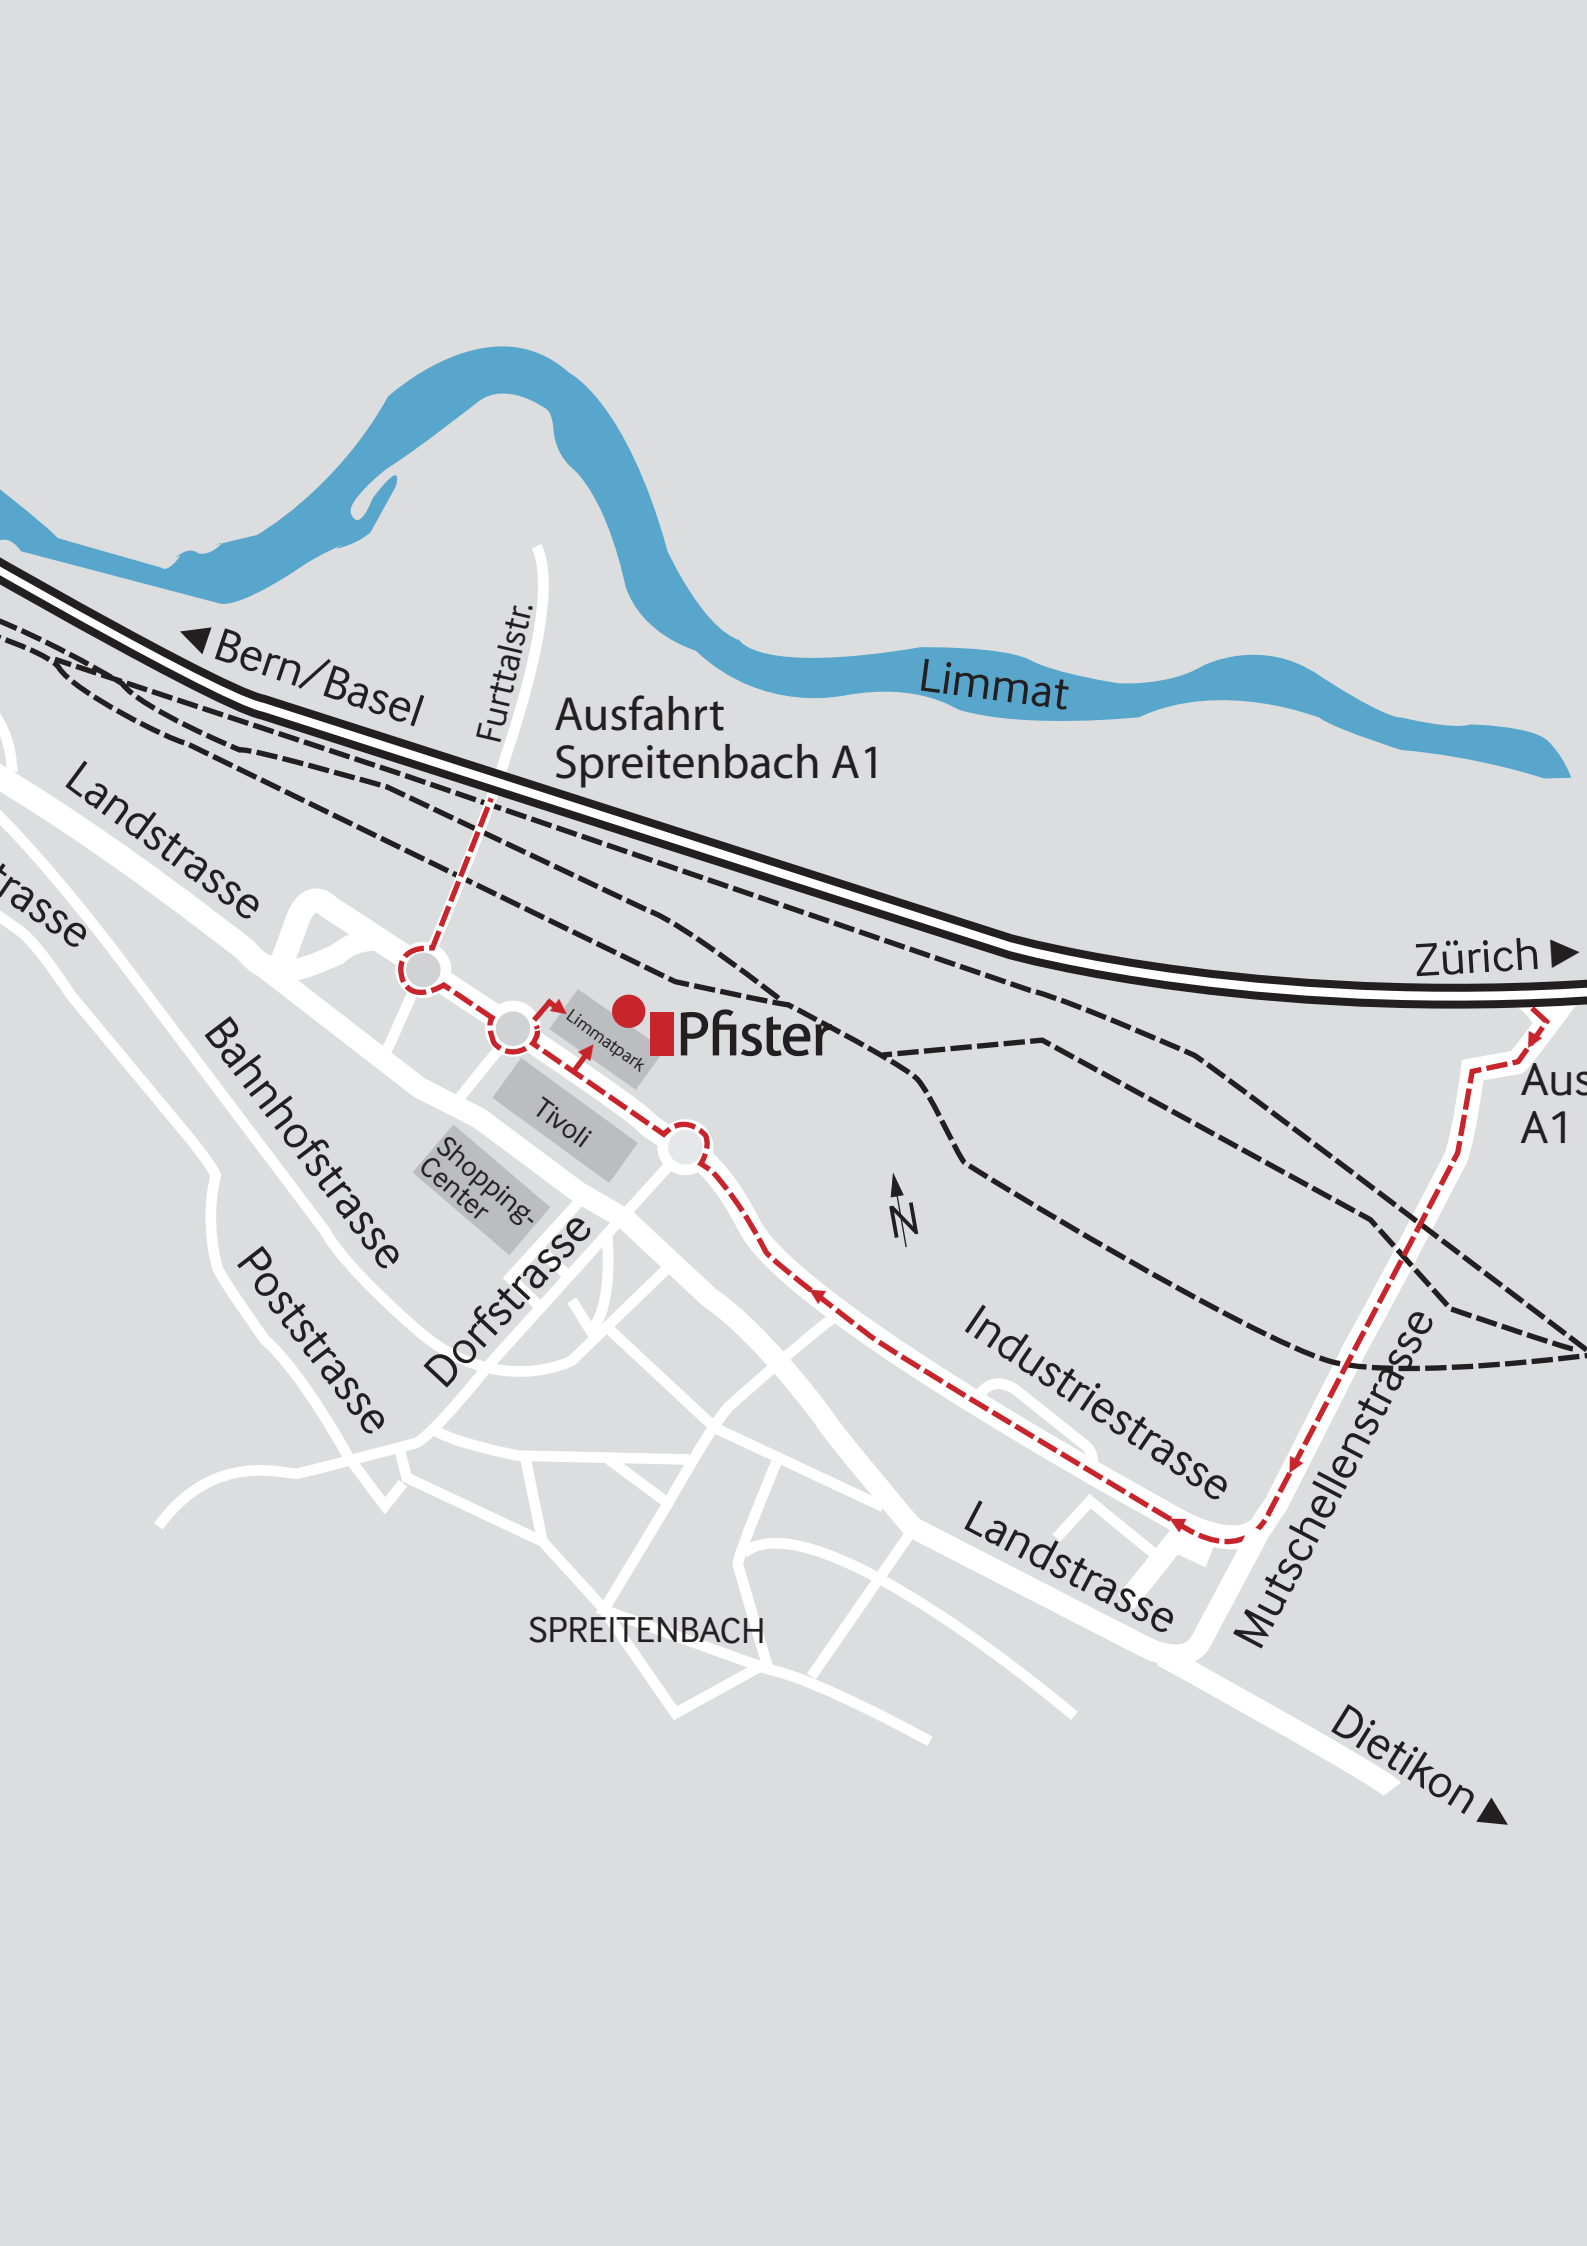 Bern/Basel
Furttalstr.
Limmat
Ausfahrt
Spreitenbach A1
Landstrasse
trasse
Zürich
Limmatpark
Pfister
Aus
A1
Bahnhofstrasse
Tivoli
Shopping-
Center
N
Dorfstrasse
Poststrasse
Industriestrasse
Mutschellenstrasse
Landstrasse
SPREITENBACH
Dietikon